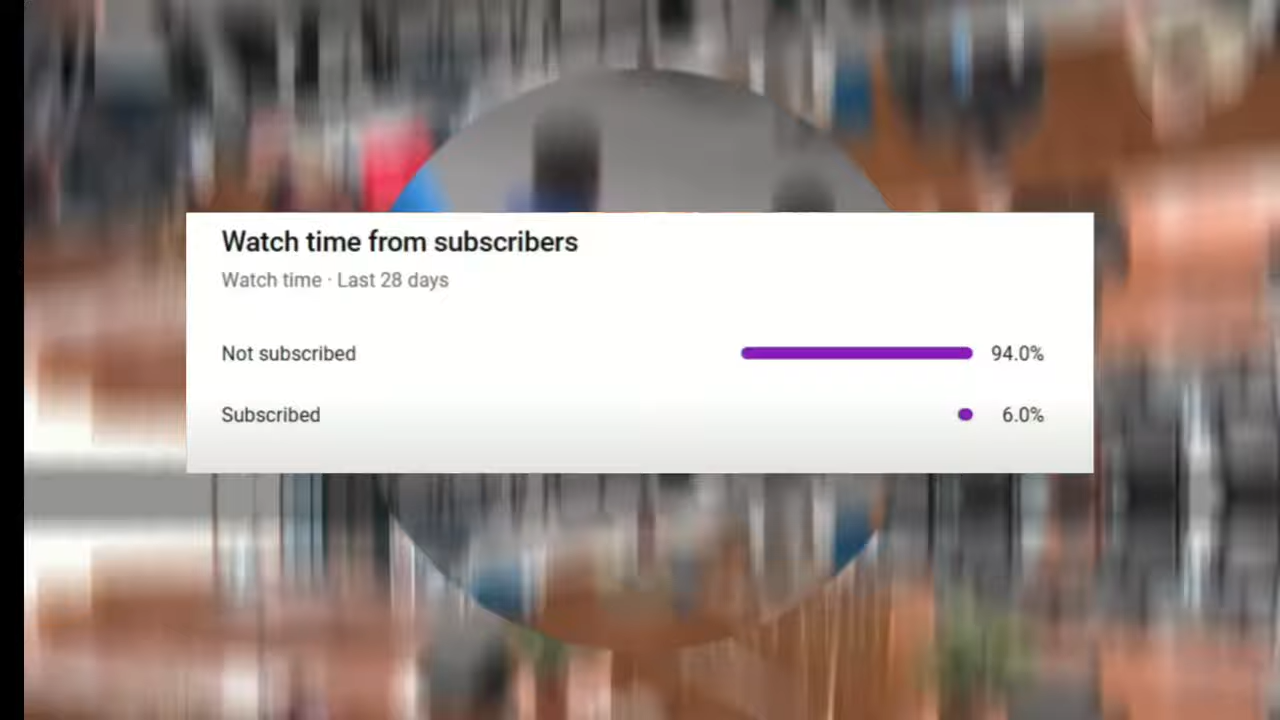 Watch time from subscribers
Watch time · Last 28 days
Not subscribed 94.0%
Subscribed 6.0%